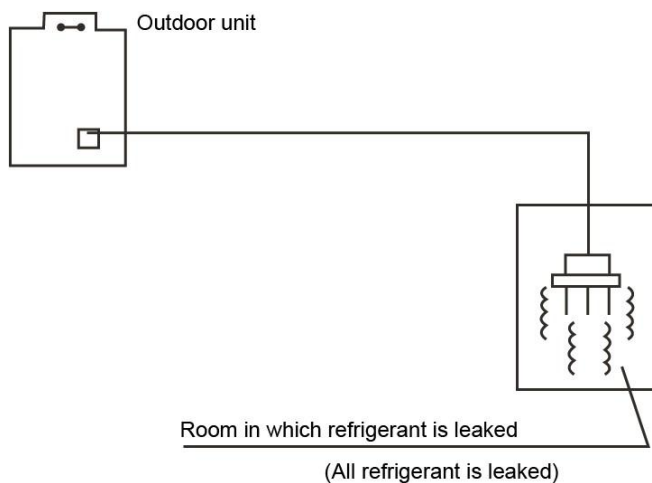 Outdoor unit
Room in which refrigerant is leaked
(All refrigerant is leaked)